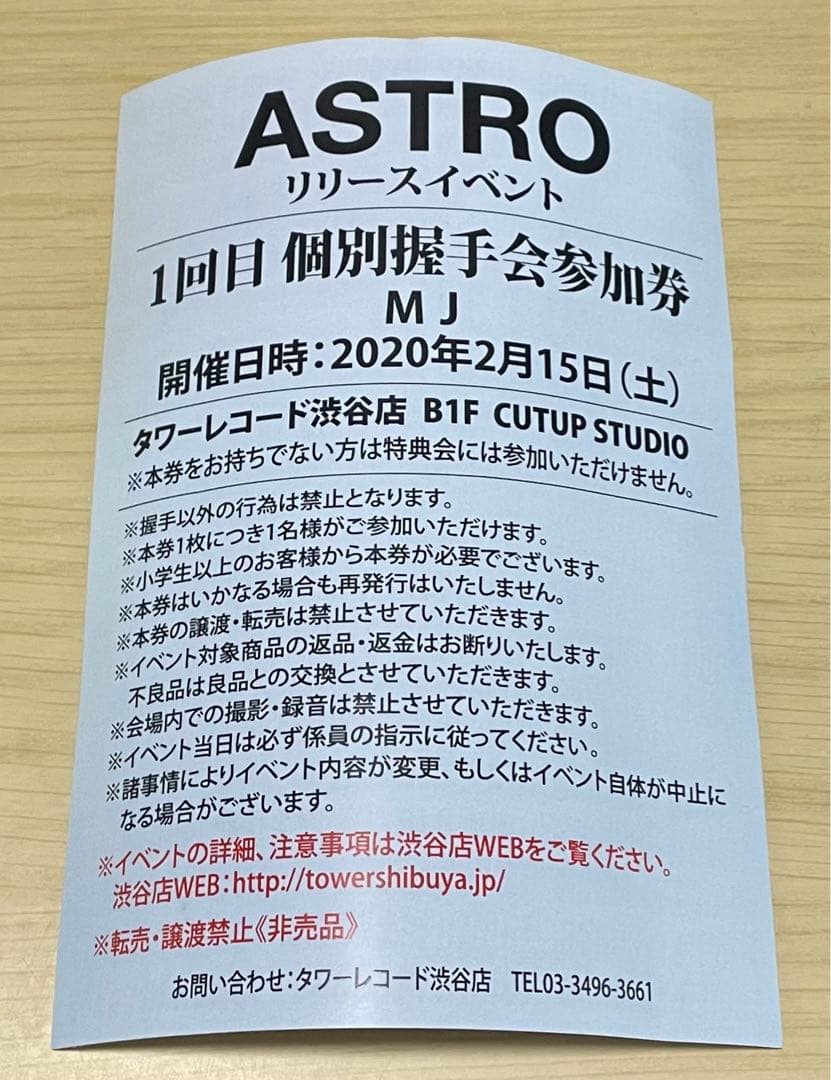 ASTRO
リリースイベント
1回目 個別握手会参加券
MJ
開催日時：2020年2月15日（土）
タワーレコード渋谷店 B1F CUTUP STUDIO
※本券をお持ちでない方は特典会には参加いただけません。
※握手以外の行為は禁止となります。
※本券1枚につき1名様がご参加いただけます。
※小学生以上のお客様から本券が必要でございます。
※本券はいかなる場合も再発行はいたしません。
※本券の譲渡・転売は禁止させていただきます。
※イベント対象商品の返品・返金はお断りいたします。
不良品は良品との交換とさせていただきます。
※会場内での撮影・録音は禁止させていただきます。
※イベント当日は必ず係員の指示に従ってください。
※諸事情によりイベント内容が変更、もしくはイベント自体が中止に
なる場合がございます。
※イベントの詳細、注意事項は渋谷店WEBをご覧ください。
渋谷店WEB：http://towershibuya.jp/
※転売・譲渡禁止《非売品》
お問い合わせ：タワーレコード渋谷店 TEL03-3496-3661